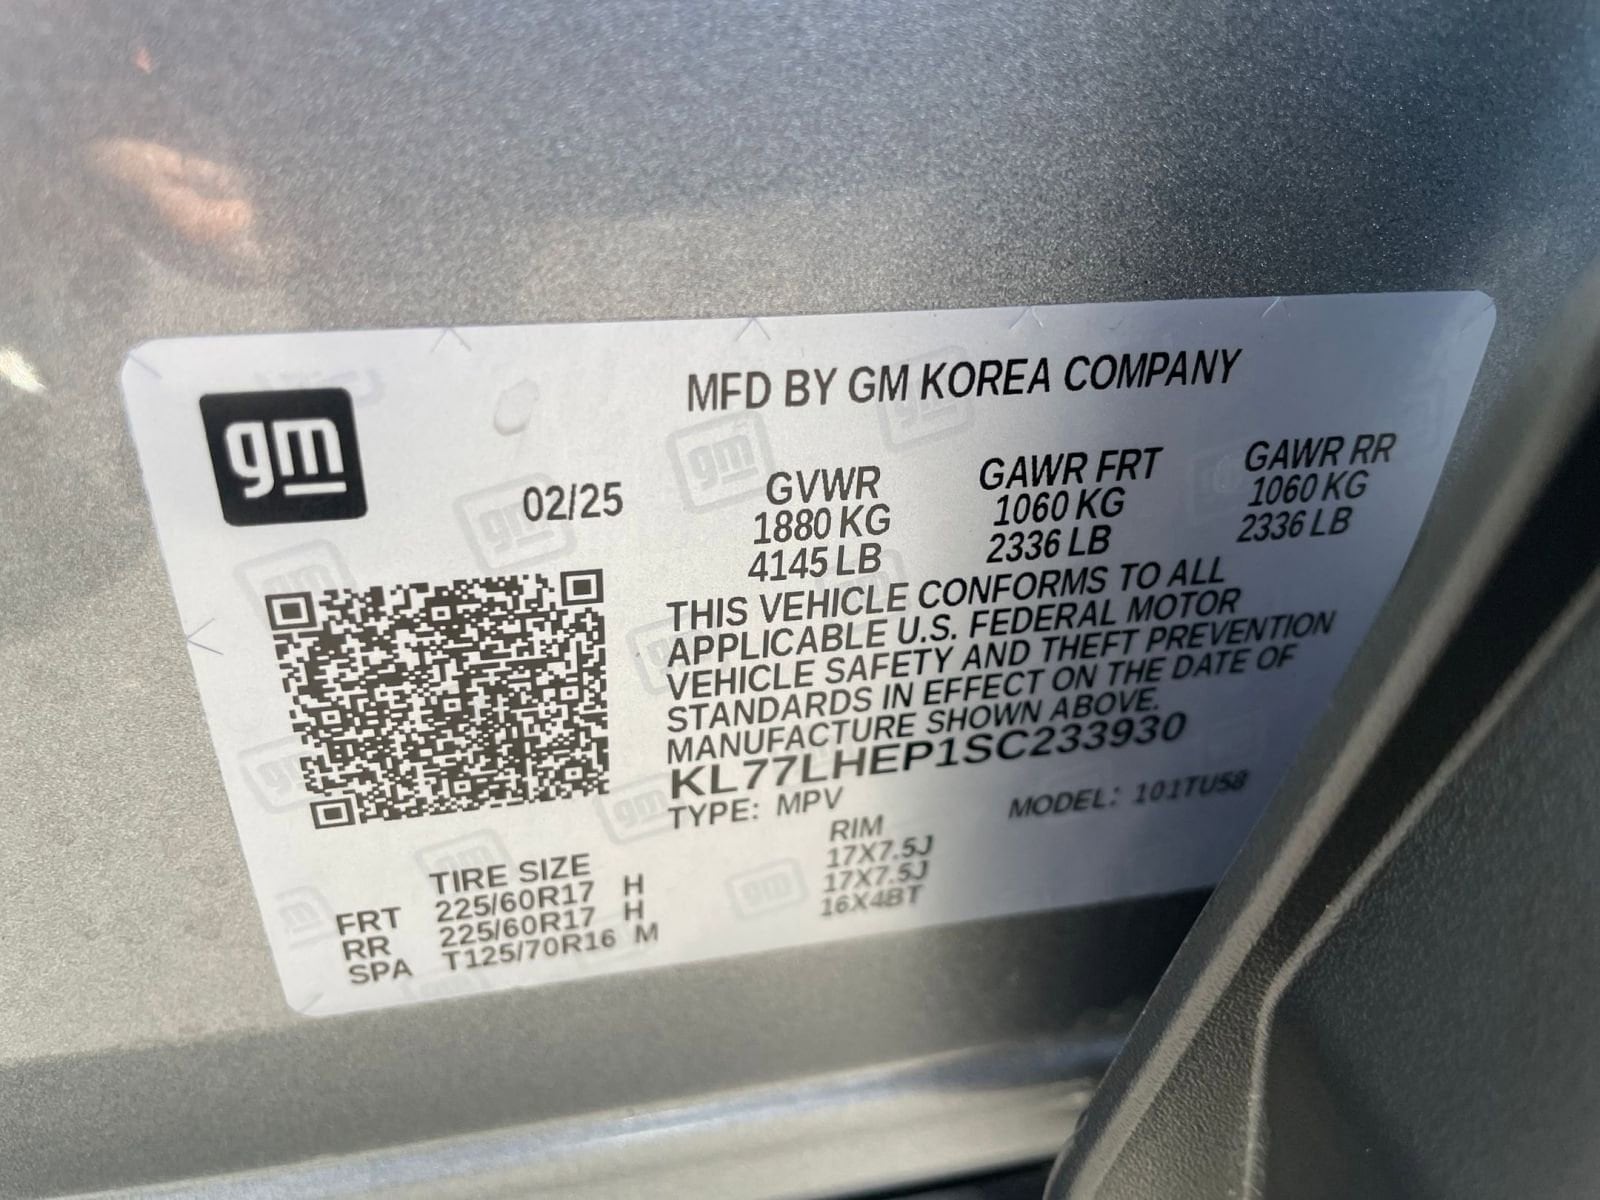 gm
MFD BY GM KOREA COMPANY
02/25
GVWR GAWR FRT GAWR RR
1880 KG 1060 KG 1060 KG
4145 LB 2336 LB 2336 LB
THIS VEHICLE CONFORMS TO ALL
APPLICABLE U.S. FEDERAL MOTOR
VEHICLE SAFETY AND THEFT PREVENTION
STANDARDS IN EFFECT ON THE DATE OF
MANUFACTURE SHOWN ABOVE.
KL77LHEP1SC233930
TYPE: MPV MODEL: 101TU58
TIRE SIZE RIM
FRT 225/60R17 H 17X7.5J
RR 225/60R17 H 17X7.5J
SPA T125/70R16 M 16X4BT